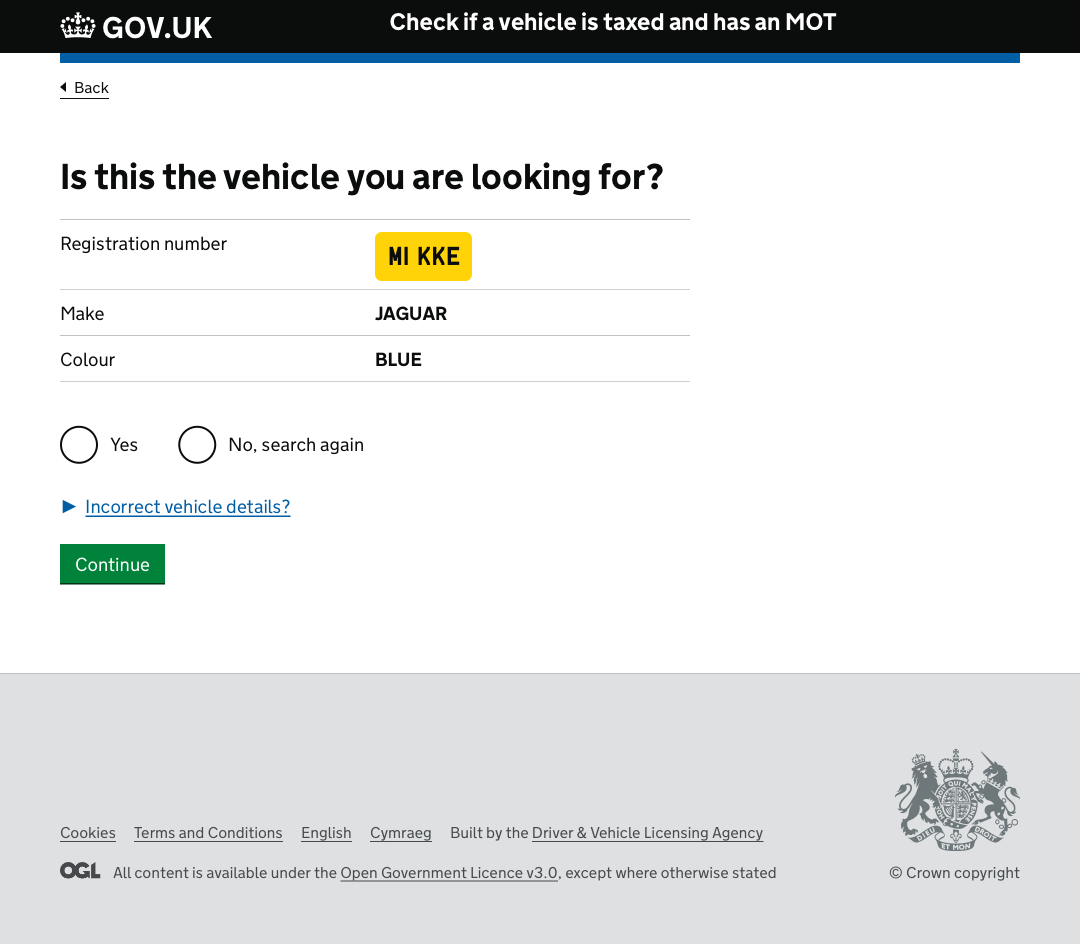 GOV.UK
Check if a vehicle is taxed and has an MOT
Back
Is this the vehicle you are looking for?
Registration number
MI KKE
Make
JAGUAR
Colour
BLUE
Yes
No, search again
Incorrect vehicle details?
Continue
Cookies Terms and Conditions English Cymraeg Built by the Driver & Vehicle Licensing Agency
OGL All content is available under the Open Government Licence v3.0, except where otherwise stated
DIEU ET MON DROIT
© Crown copyright